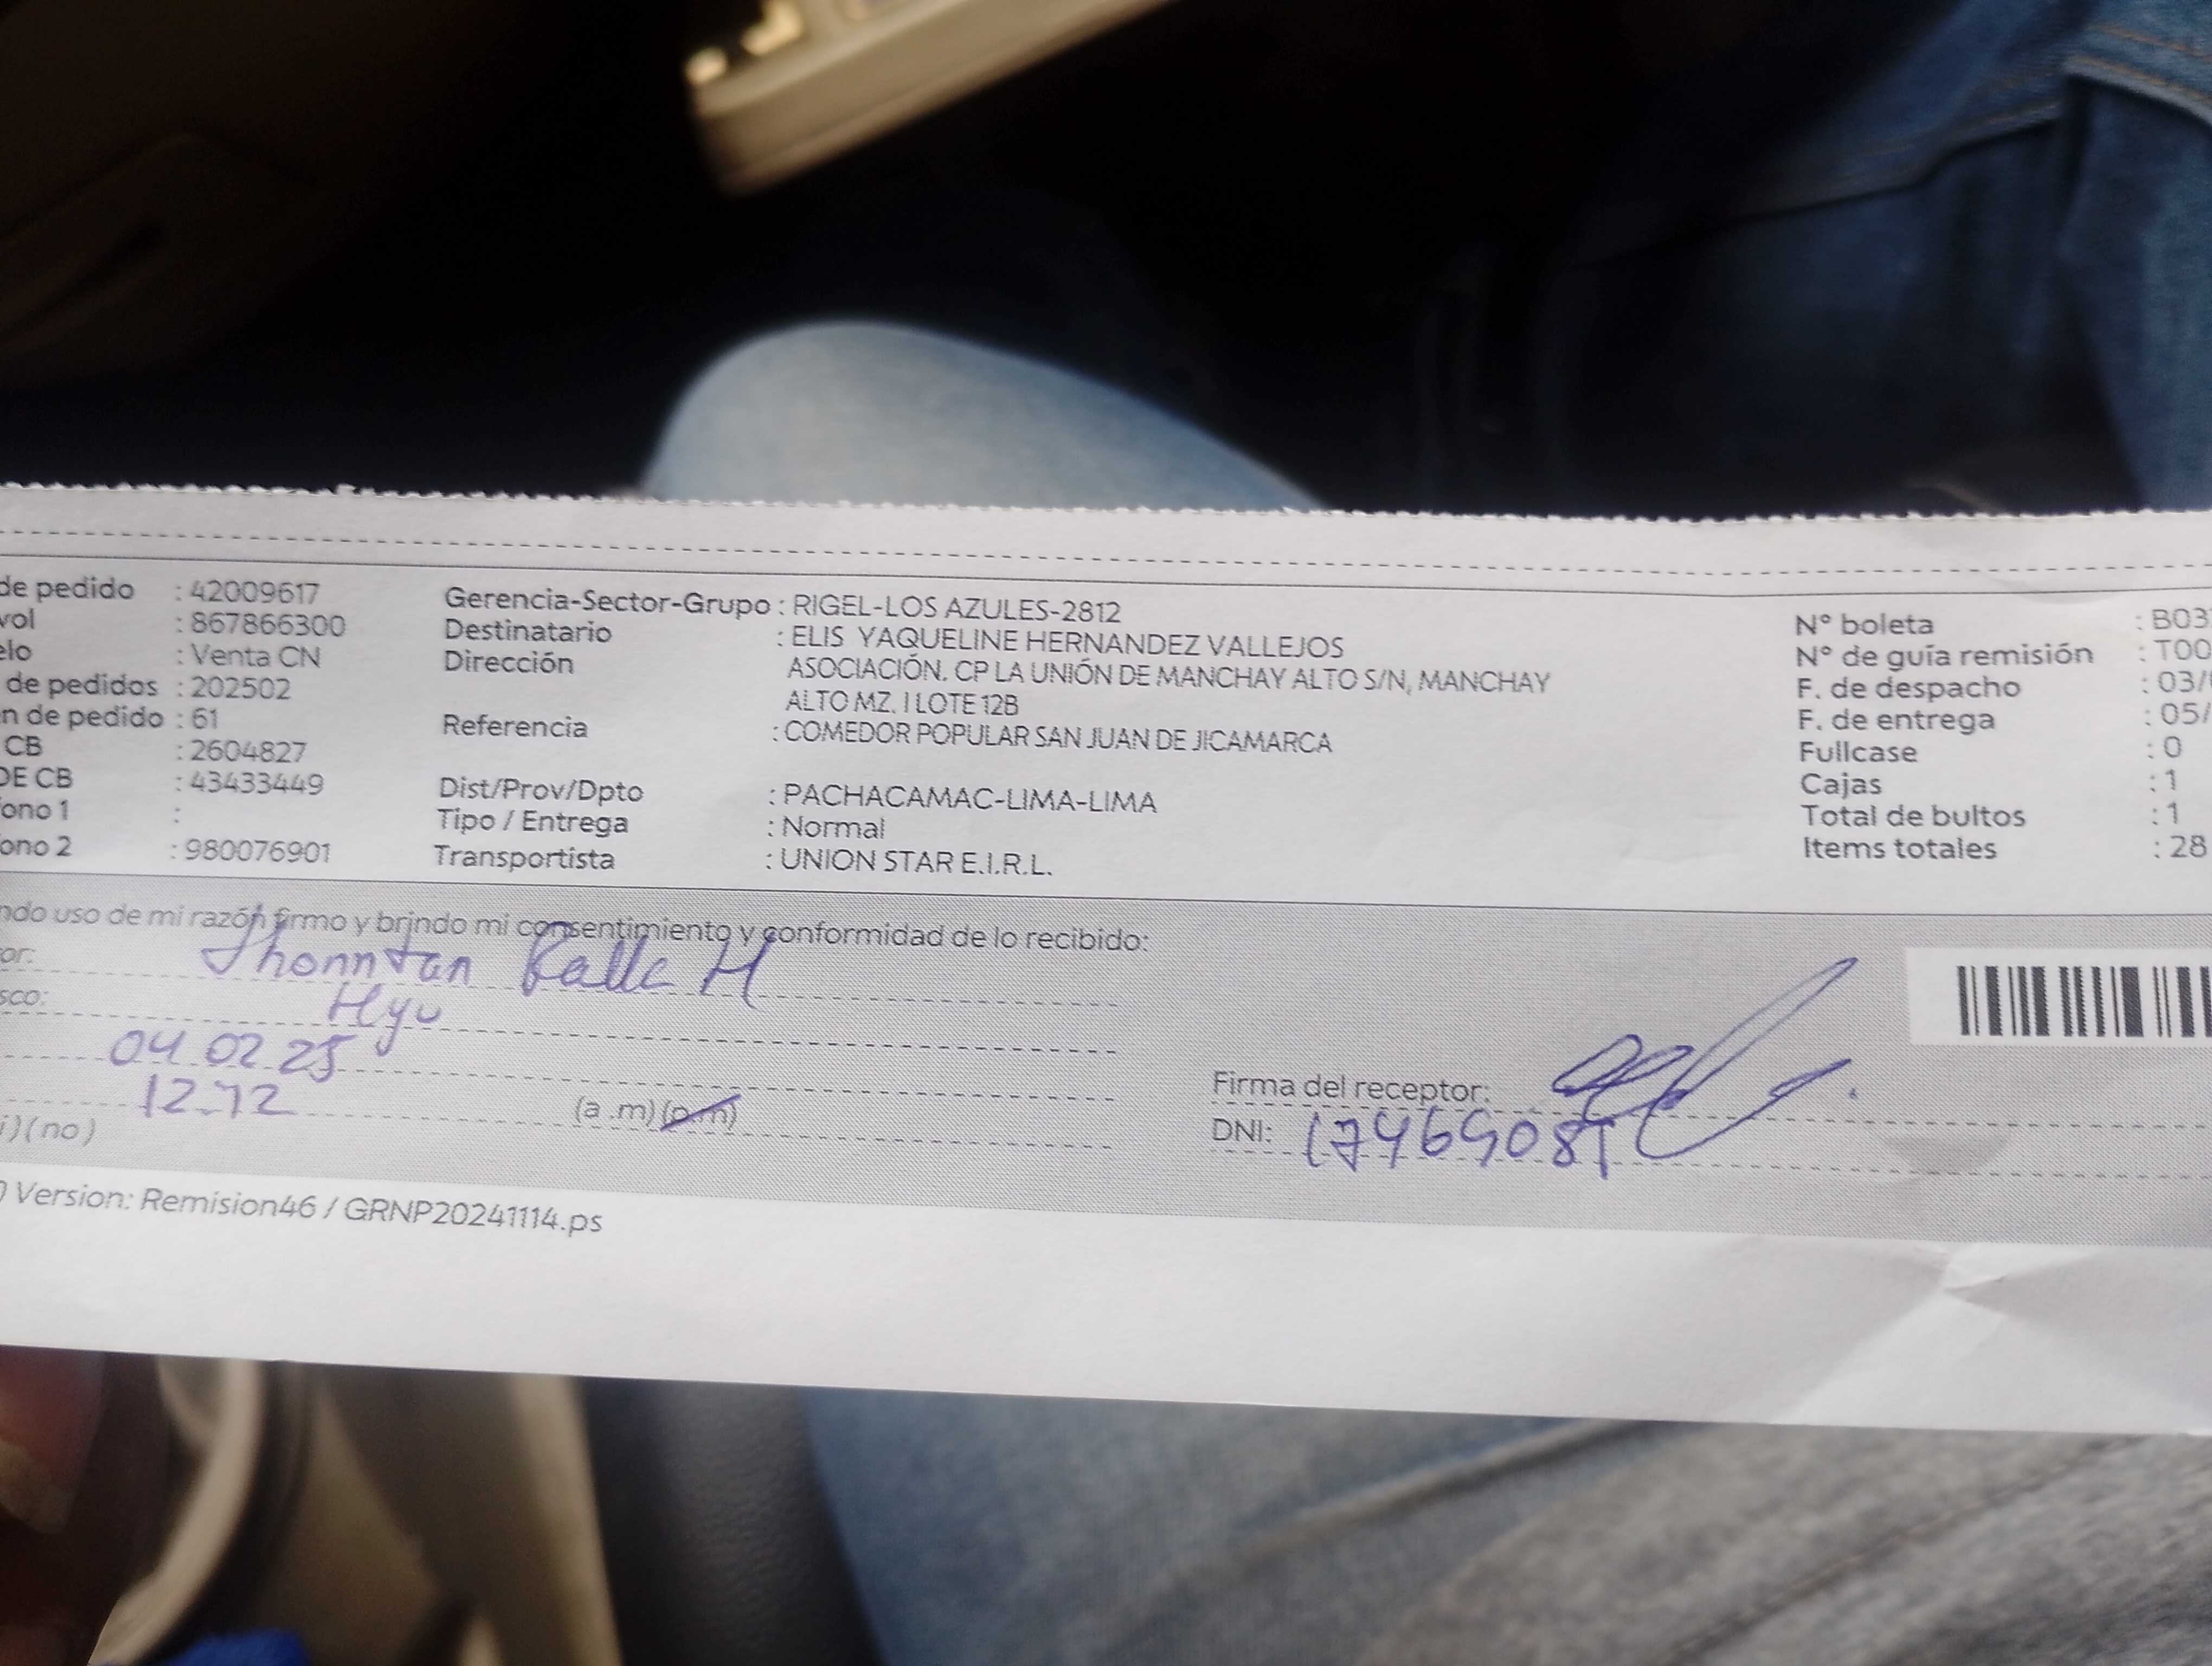 de pedido : 42009617
vol : 867866300
elo : Venta CN
de pedidos : 202502
n de pedido : 61
CB : 2604827
DE CB : 43433449
ono 1 :
ono 2 : 980076901
Gerencia-Sector-Grupo : RIGEL-LOS AZULES-2812
Destinatario : ELIS YAQUELINE HERNANDEZ VALLEJOS
Dirección ASOCIACIÓN. CP LA UNIÓN DE MANCHAY ALTO S/N, MANCHAY
ALTO MZ. I LOTE 12B
Referencia : COMEDOR POPULAR SAN JUAN DE JICAMARCA
Dist/Prov/Dpto : PACHACAMAC-LIMA-LIMA
Tipo / Entrega : Normal
Transportista : UNION STAR E.I.R.L.
N° boleta : B03
N° de guía remisión : T00
F. de despacho : 03/
F. de entrega : 05/
Fullcase : 0
Cajas : 1
Total de bultos : 1
Items totales : 28
ndo uso de mi razón firmo y brindo mi consentimiento y conformidad de lo recibido:
or: H
sco:
04 02 25
12.12 (a .m) (p.m)
i) (no)
Firma del receptor:
DNI:
) Version: Remision46 / GRNP20241114.ps